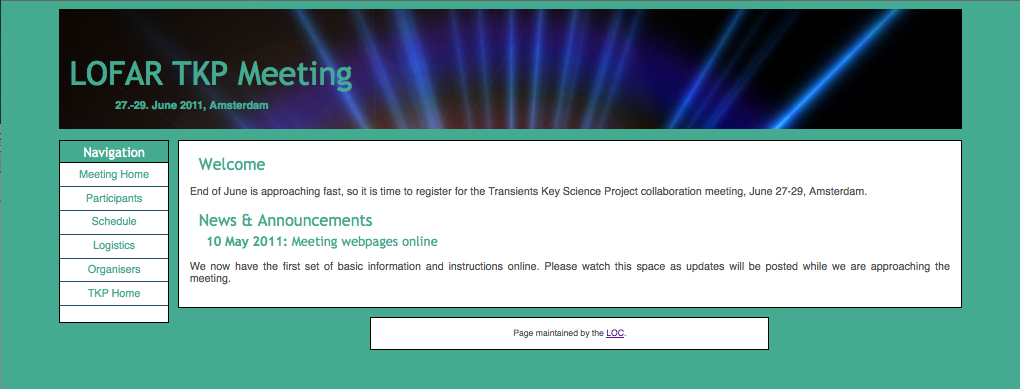 LOFAR TKP Meeting
27.-29. June 2011, Amsterdam
Navigation
Meeting Home
Participants
Schedule
Logistics
Organisers
TKP Home
Welcome
End of June is approaching fast, so it is time to register for the Transients Key Science Project collaboration meeting, June 27-29, Amsterdam.
News & Announcements
10 May 2011: Meeting webpages online
We now have the first set of basic information and instructions online. Please watch this space as updates will be posted while we are approaching the
meeting.
Page maintained by the LOC.